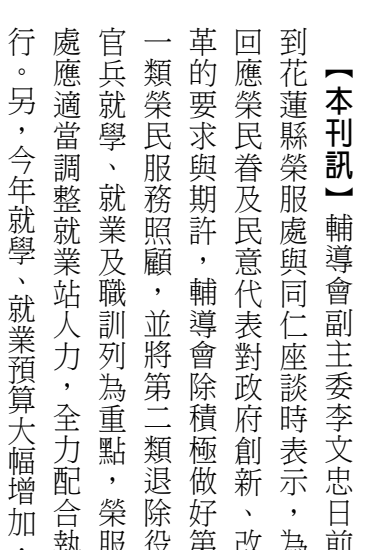 【本刊訊】輔導會副主委李文忠日前
到花蓮縣榮服處與同仁座談時表示，為
回應榮民眷及民意代表對政府創新、改
革的要求與期許，輔導會除積極做好第
一類榮民服務照顧，並將第二類退除役
官兵就學、就業及職訓列為重點，榮服
處應適當調整就業站人力，全力配合執
行。另，今年就學、就業預算大幅增加，